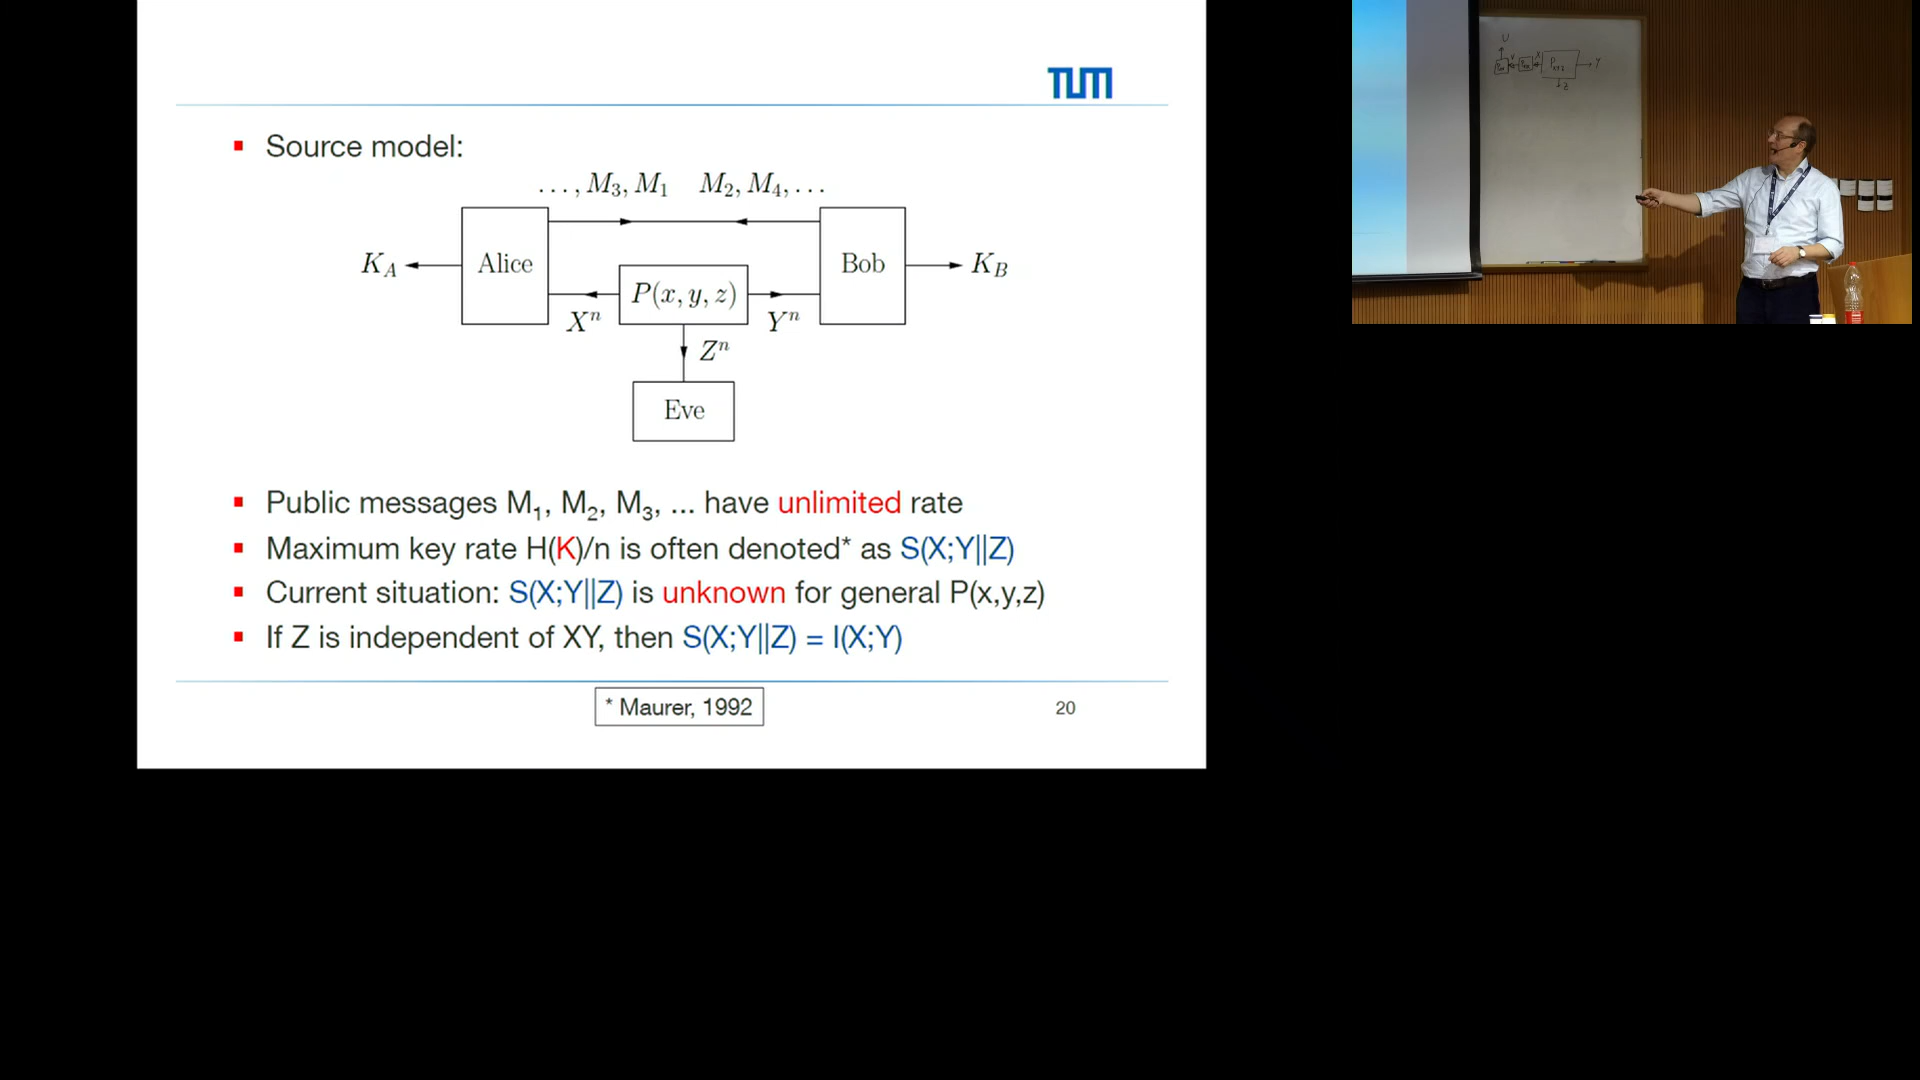 TUM
Source model:
..., M₃, M₁ M₂, M₄, ...
K_A Alice P(x, y, z) Bob K_B
Xⁿ Yⁿ
Zⁿ
Eve
Public messages M₁, M₂, M₃, ... have unlimited rate
Maximum key rate H(K)/n is often denoted* as S(X;Y||Z)
Current situation: S(X;Y||Z) is unknown for general P(x,y,z)
If Z is independent of XY, then S(X;Y||Z) = I(X;Y)
* Maurer, 1992
20
U
X
Y
Z